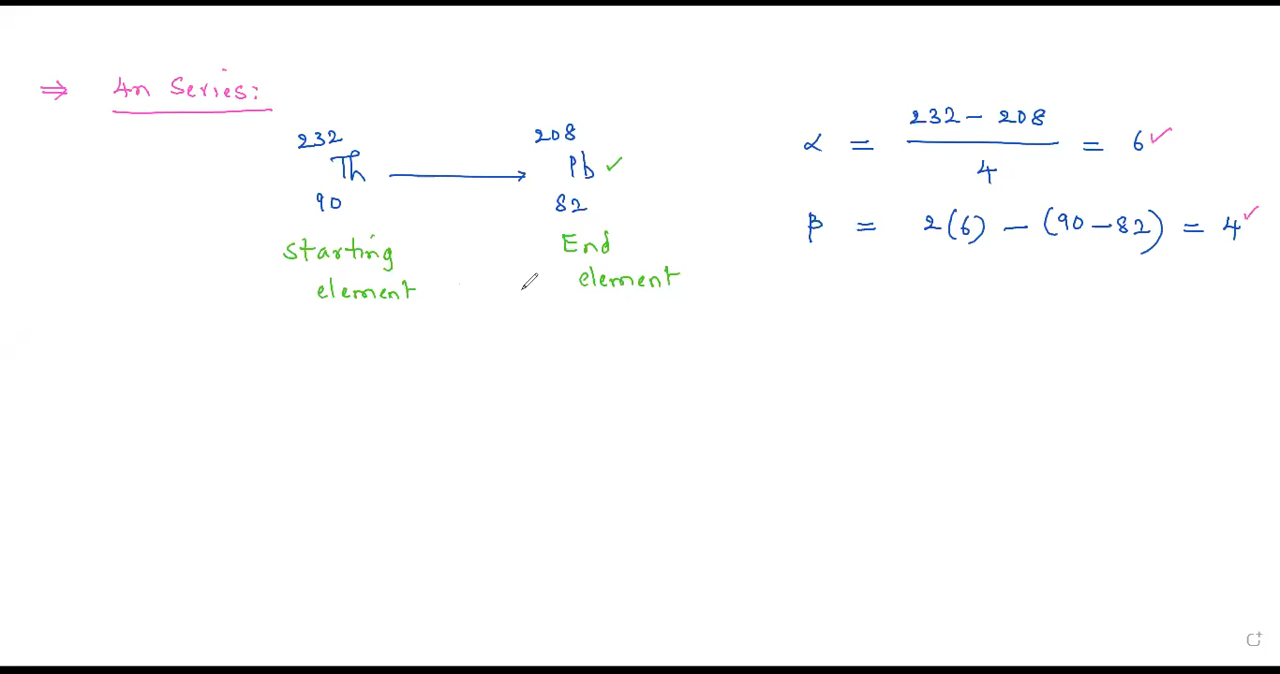 ⇒ 4n Series:
232 208
Th ⟶ Pb ✓
90 82
Starting element
End element
α = 232 - 208 / 4 = 6 ✓
β = 2(6) - (90-82) = 4 ✓